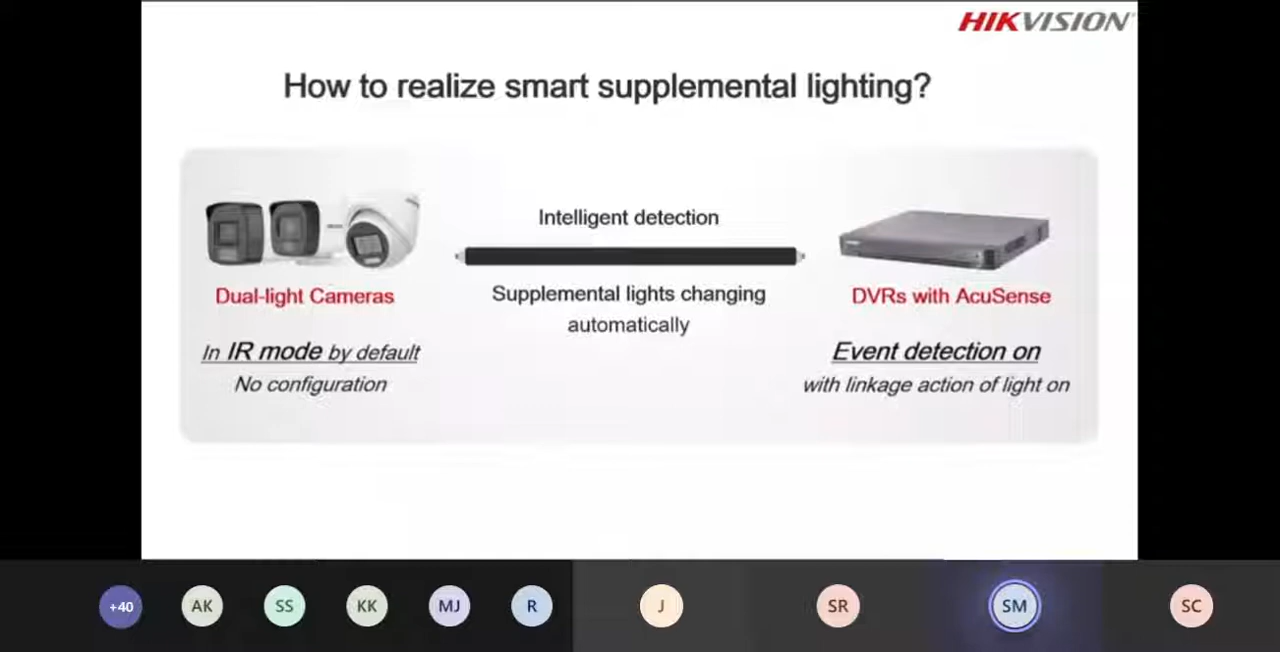 HIKVISION
How to realize smart supplemental lighting?
Intelligent detection
Dual-light Cameras
Supplemental lights changing
automatically
DVRs with AcuSense
In IR mode by default
No configuration
Event detection on
with linkage action of light on
+40
AK
SS
KK
MJ
R
J
SR
SM
SC